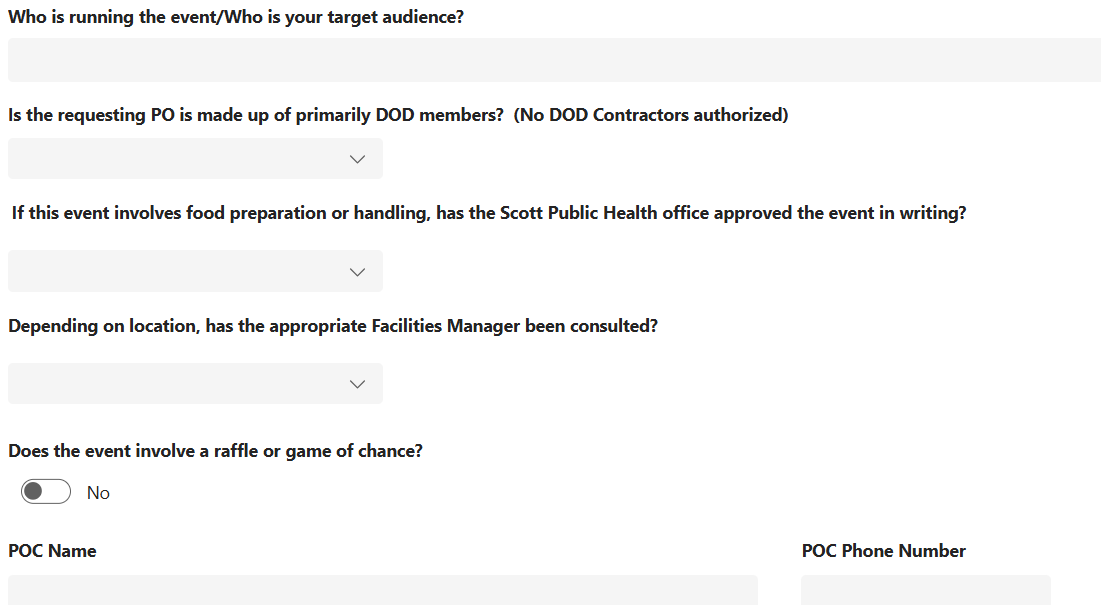 Who is running the event/Who is your target audience?
Is the requesting PO is made up of primarily DOD members?  (No DOD Contractors authorized)
If this event involves food preparation or handling, has the Scott Public Health office approved the event in writing?
Depending on location, has the appropriate Facilities Manager been consulted?
Does the event involve a raffle or game of chance?
No
POC Name
POC Phone Number